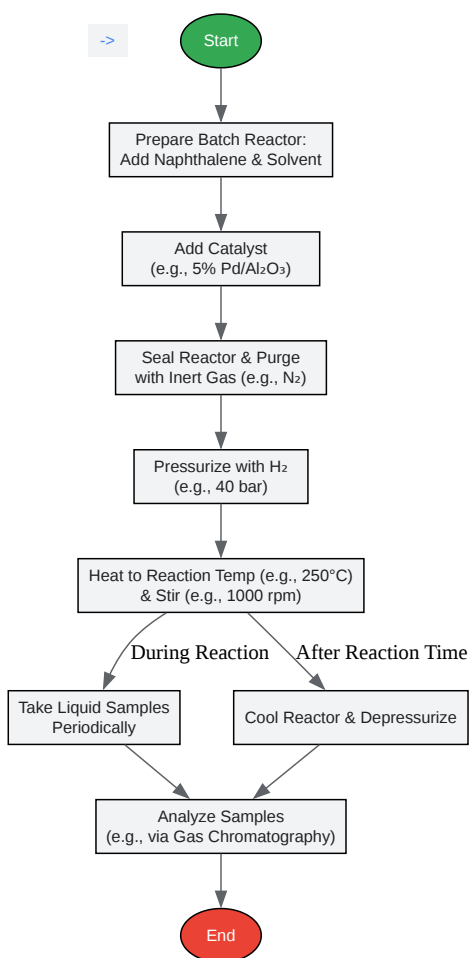 ->
Start
Prepare Batch Reactor:
Add Naphthalene & Solvent
Add Catalyst
(e.g., 5% Pd/Al₂O₃)
Seal Reactor & Purge
with Inert Gas (e.g., N₂)
Pressurize with H₂
(e.g., 40 bar)
Heat to Reaction Temp (e.g., 250°C)
& Stir (e.g., 1000 rpm)
During Reaction
After Reaction Time
Take Liquid Samples
Periodically
Cool Reactor & Depressurize
Analyze Samples
(e.g., via Gas Chromatography)
End